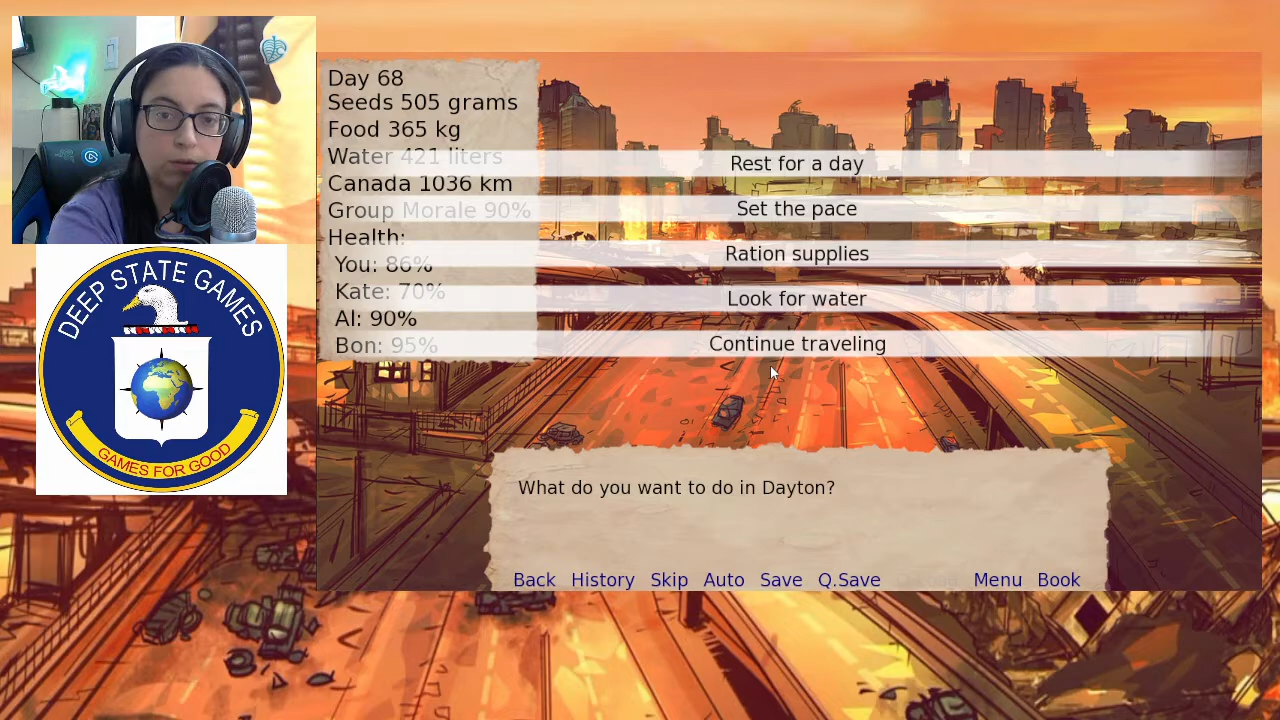 DEEP STATE GAMES
GAMES FOR GOOD
Day 68
Seeds 505 grams
Food 365 kg
Water 421 liters
Canada 1036 km
Group Morale 90%
Health:
You: 86%
Kate: 70%
Al: 90%
Bon: 95%
Rest for a day
Set the pace
Ration supplies
Look for water
Continue traveling
What do you want to do in Dayton?
Back History Skip Auto Save Q.Save Q.Load Menu Book